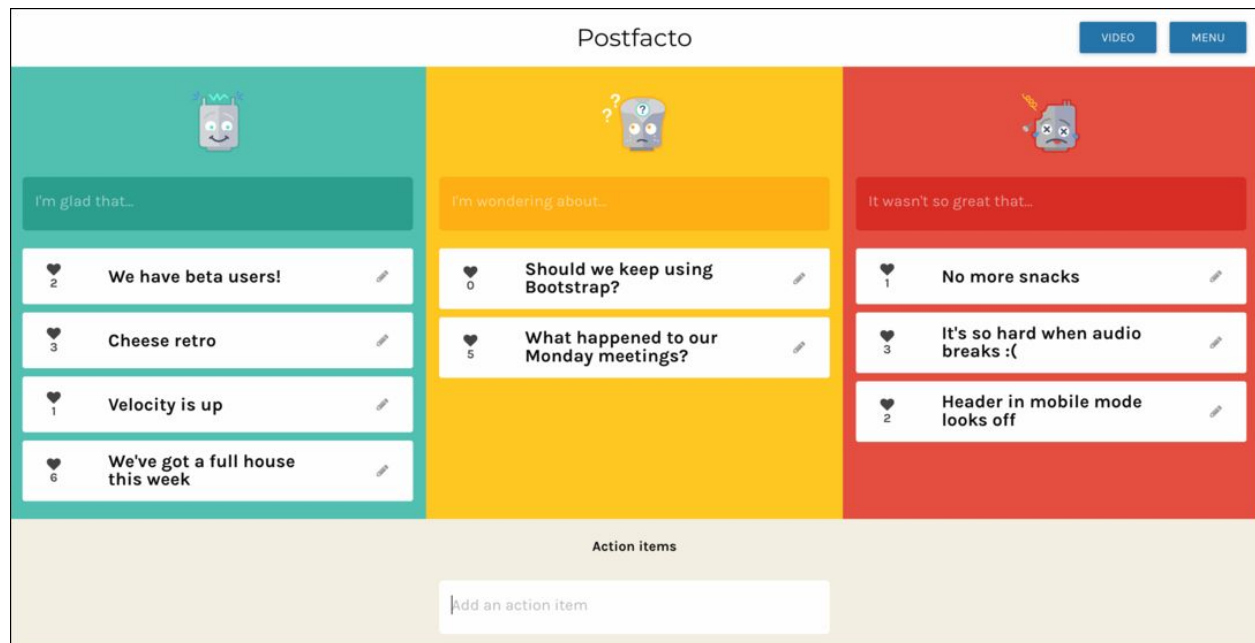 Postfacto
VIDEO
MENU
?
?
?
I'm glad that...
2
We have beta users!
3
Cheese retro
1
Velocity is up
6
We've got a full house
this week
I'm wondering about...
0
Should we keep using
Bootstrap?
5
What happened to our
Monday meetings?
It wasn't so great that...
1
No more snacks
3
It's so hard when audio
breaks :(
2
Header in mobile mode
looks off
Action items
Add an action item